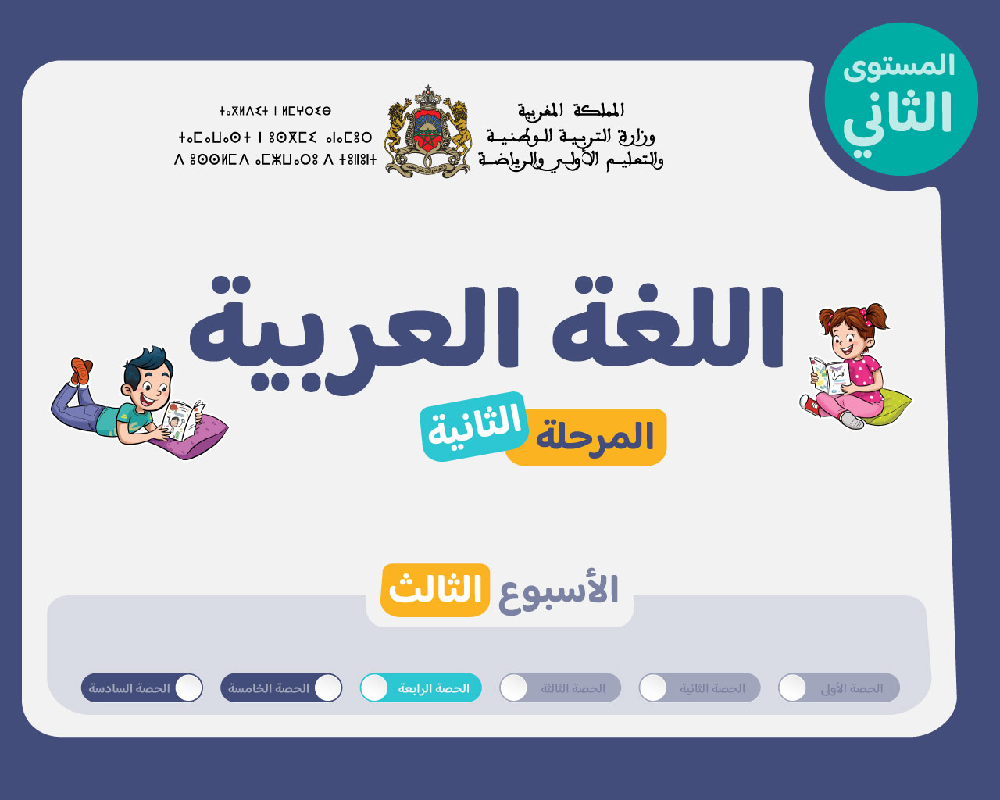 المستوى
الثاني
المملكة المغربية
وزارة التربية الوطنية
والتعليم الأولي والرياضة
ⵜⴰⴳⵍⴷⵉⵜ ⵏ ⵍⵎⵖⵔⵉⴱ
ⵜⴰⵎⴰⵡⴰⵙⵜ ⵏ ⵓⵙⴳⵎⵉ ⴰⵏⴰⵎⵓⵔ
ⴷ ⵓⵙⵙⵍⵎⴷ ⴰⵎⵣⵡⴰⵔⵓ ⴷ ⵜⵓⵏⵏⵓⵏⵜ
اللغة العربية
المرحلة الثانية
الأسبوع الثالث
الحصة الأولى
الحصة الثانية
الحصة الثالثة
الحصة الرابعة
الحصة الخامسة
الحصة السادسة